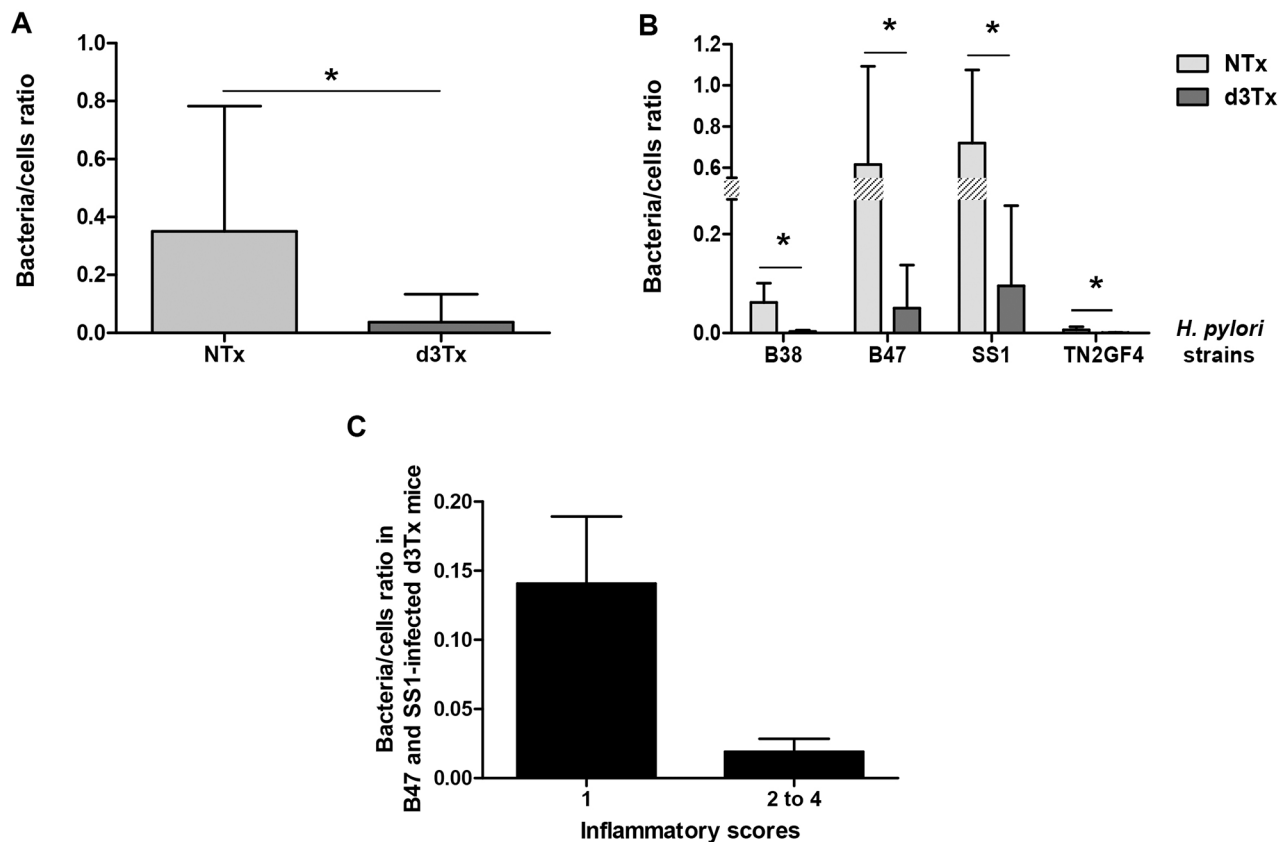 A
Bacteria/cells ratio
1.0
0.8
0.6
0.4
0.2
0.0
*
NTx
d3Tx
B
Bacteria/cells ratio
1.2
1.0
0.8
0.6
0.2
0.0
*
*
*
*
B38
B47
SS1
TN2GF4
NTx
d3Tx
H. pylori
strains
C
Bacteria/cells ratio in
B47 and SS1-infected d3Tx mice
0.20
0.15
0.10
0.05
0.00
1
2 to 4
Inflammatory scores